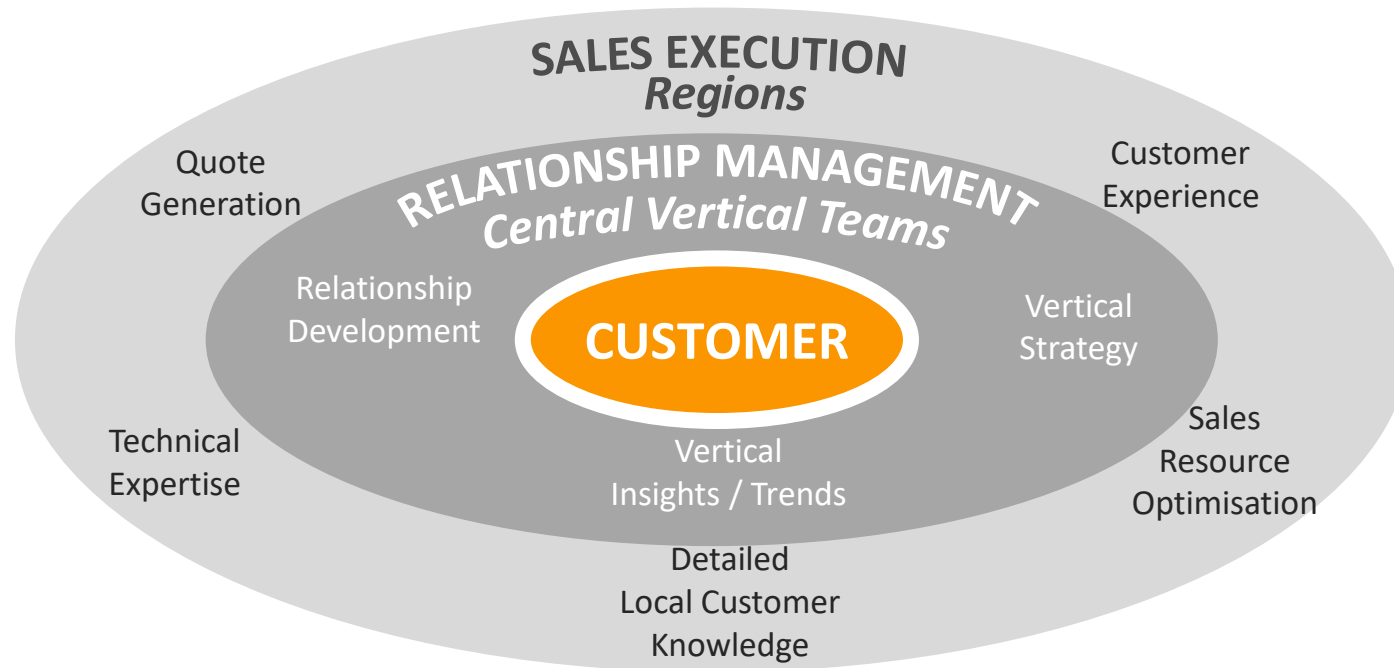 SALES EXECUTION
Regions
RELATIONSHIP MANAGEMENT
Central Vertical Teams
Quote
Generation
Customer
Experience
Relationship
Development
CUSTOMER
Vertical
Strategy
Technical
Expertise
Vertical
Insights / Trends
Sales
Resource
Optimisation
Detailed
Local Customer
Knowledge